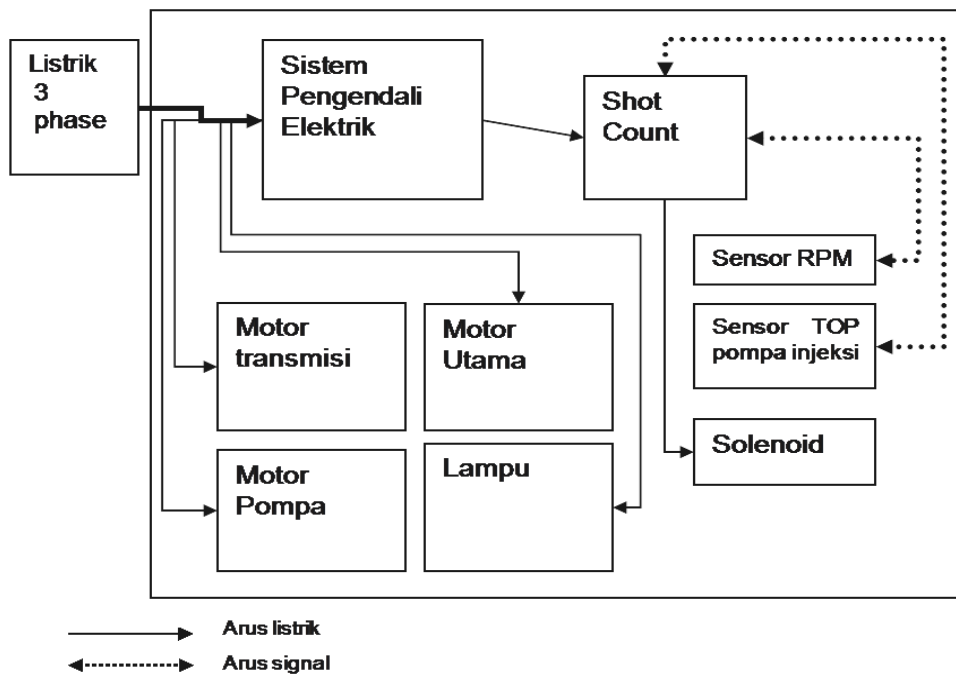 Listrik
3
phase
Sistem
Pengendali
Elektrik
Shot
Count
Sensor RPM
Sensor TOP
pompa injeksi
Solenoid
Motor
transmisi
Motor
Utama
Motor
Pompa
Lampu
Arus listrik
Arus signal